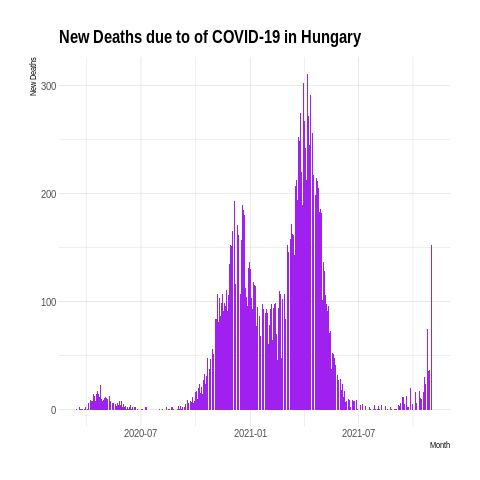 New Deaths due to of COVID-19 in Hungary
New Deaths
300
200
100
0
2020-07
2021-01
2021-07
Month